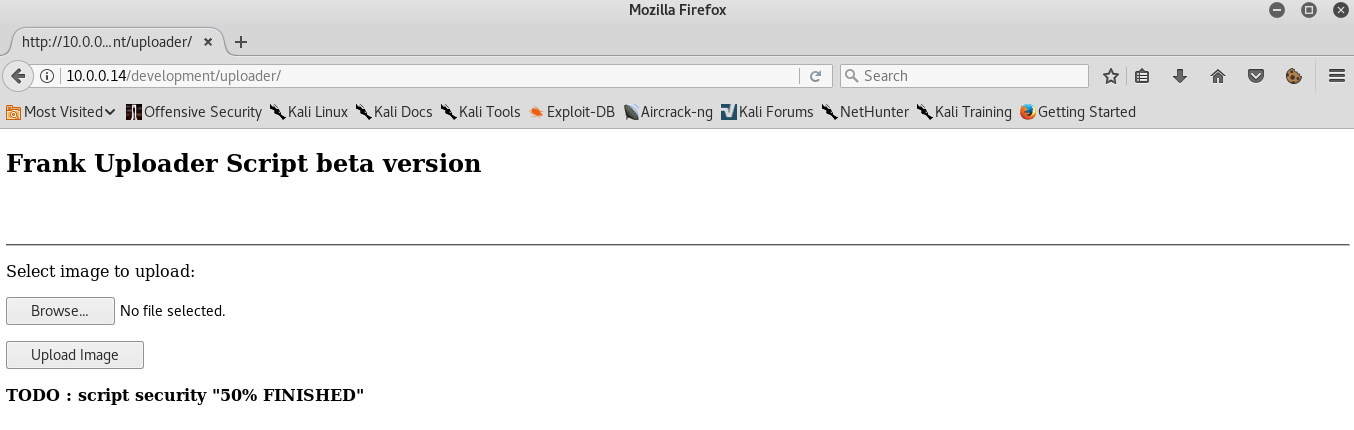 Mozilla Firefox
http://10.0.0...nt/uploader/
10.0.0.14/development/uploader/
Search
Most Visited Offensive Security Kali Linux Kali Docs Kali Tools Exploit-DB Aircrack-ng Kali Forums NetHunter Kali Training Getting Started
Frank Uploader Script beta version
Select image to upload:
Browse... No file selected.
Upload Image
TODO : script security "50% FINISHED"